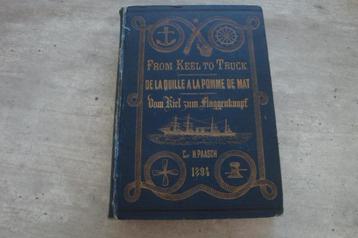 FROM KEEL TO TRUCK
DE LA QUILLE A LA POMME DE MAT
Vom Kiel zum Flaggenknopf
H. PAASCH
1894